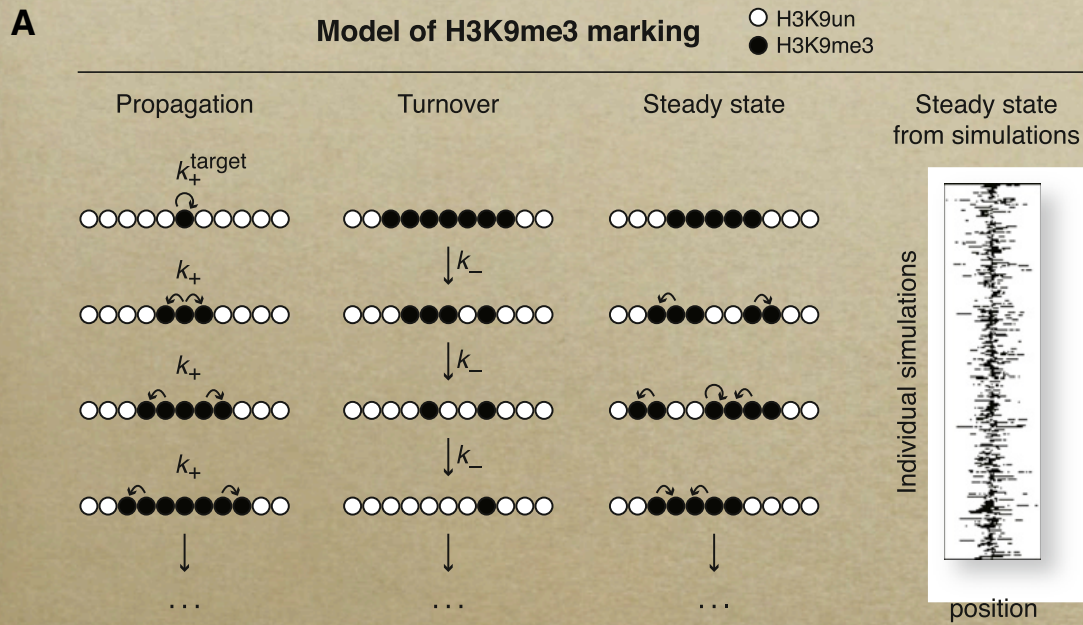 A
Model of H3K9me3 marking
H3K9un
H3K9me3
Propagation
Turnover
Steady state
Steady state
from simulations
k+target
k+
k+
k+
...
k−
k−
k−
...
...
Individual simulations
position